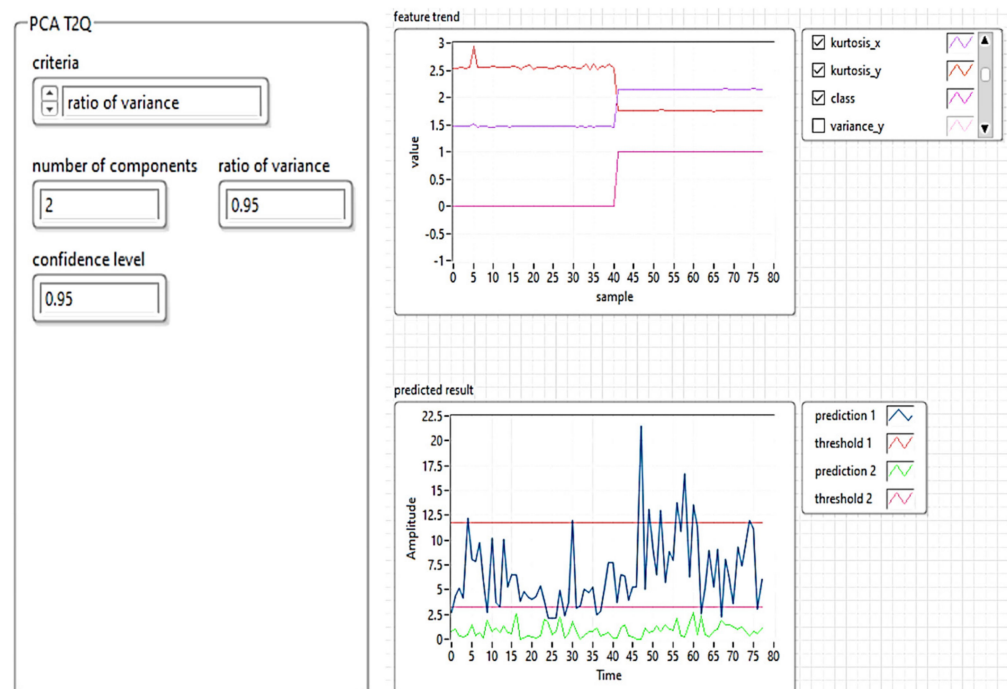 PCA T2Q
criteria
ratio of variance
number of components
ratio of variance
2
0.95
confidence level
0.95
feature trend
3
2.5
2
1.5
1
0.5
0
-0.5
-1
value
0 5 10 15 20 25 30 35 40 45 50 55 60 65 70 75 80
sample
kurtosis_x
kurtosis_y
class
variance_y
predicted result
22.5
20
17.5
15
12.5
10
7.5
5
2.5
0
Amplitude
0 5 10 15 20 25 30 35 40 45 50 55 60 65 70 75 80
Time
prediction 1
threshold 1
prediction 2
threshold 2